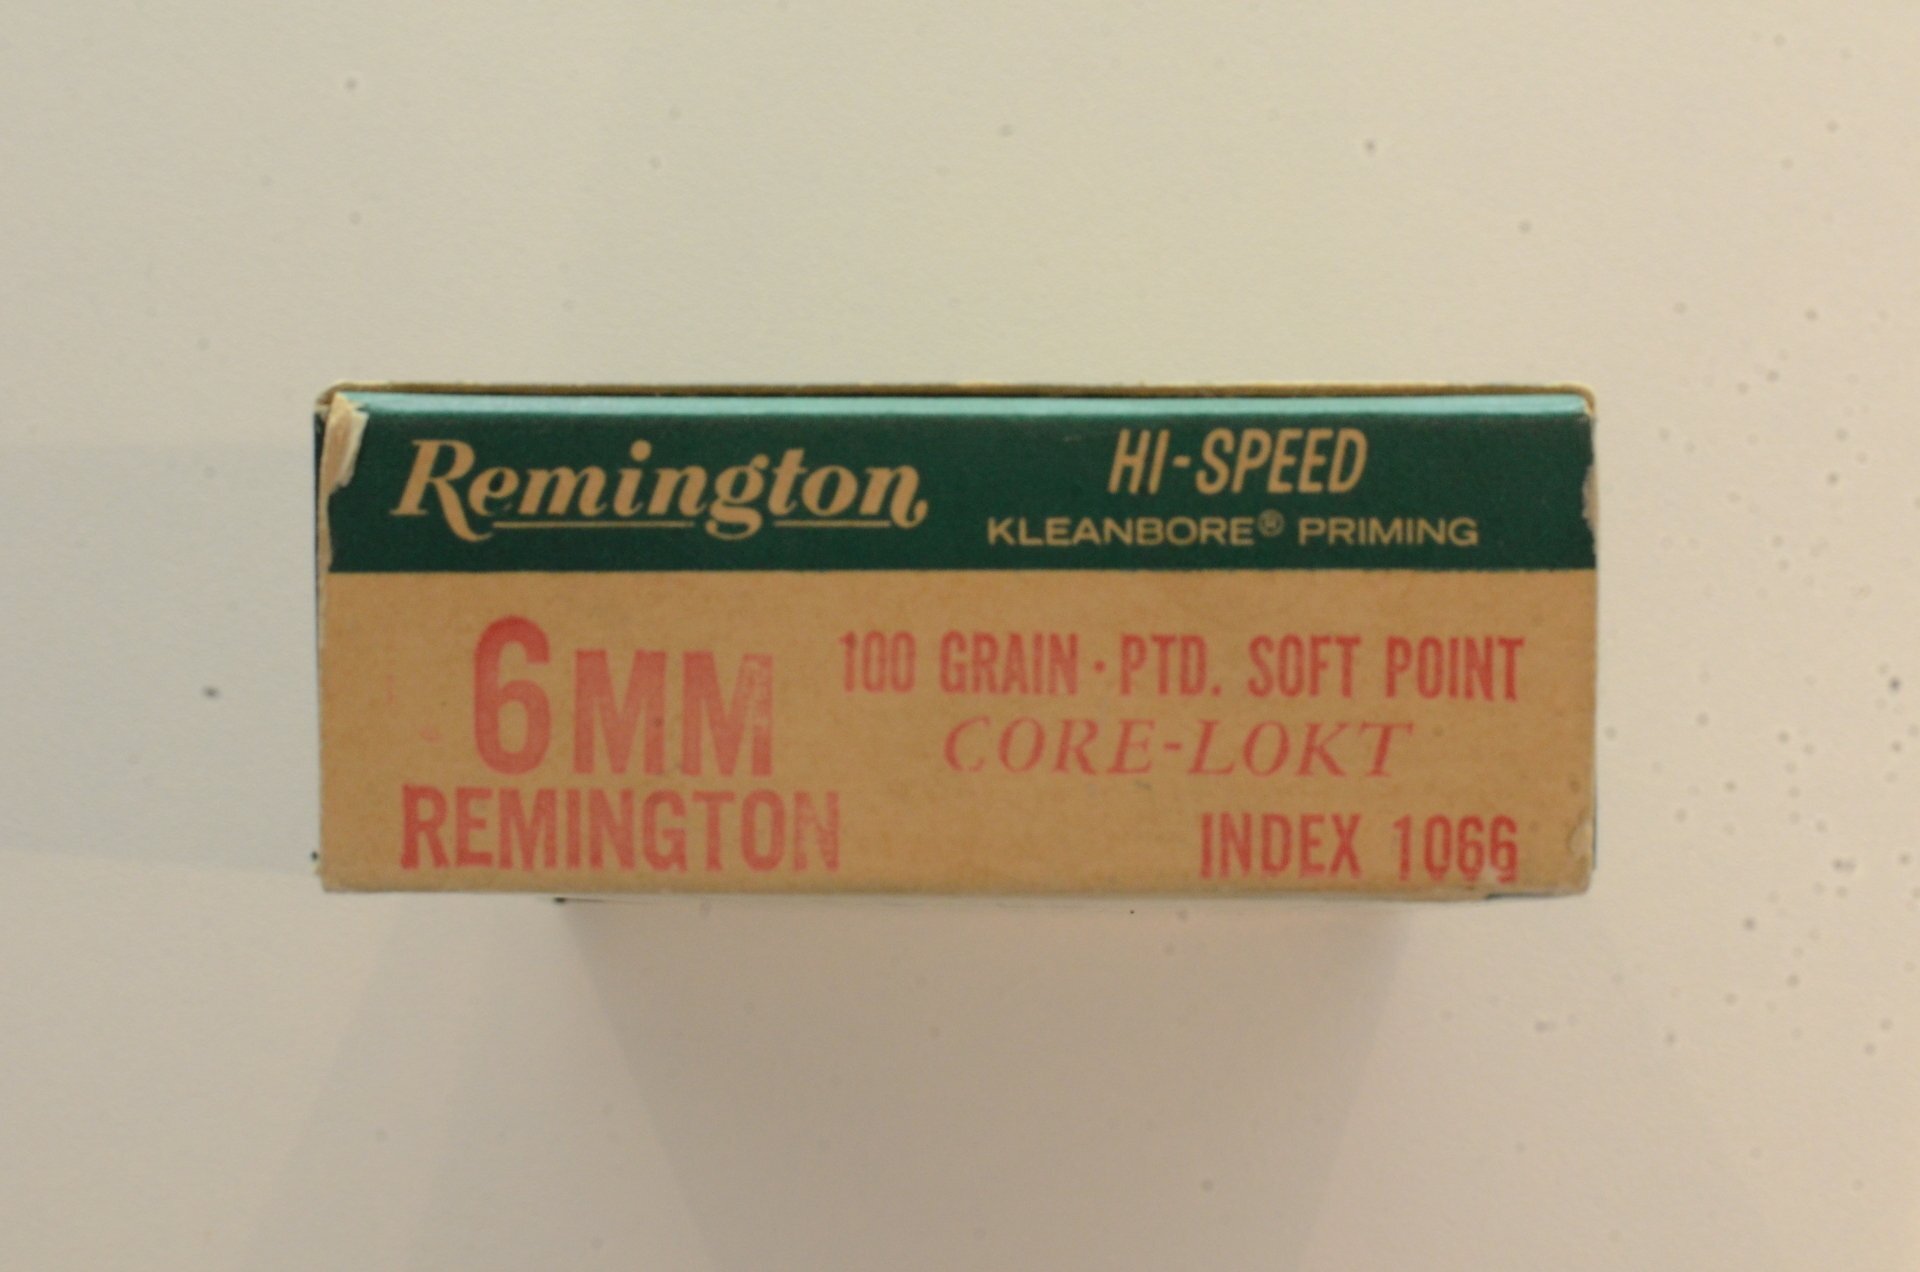 Remington
HI-SPEED
KLEANBORE® PRIMING
6MM
REMINGTON
100 GRAIN · PTD. SOFT POINT
CORE-LOKT
INDEX 1066